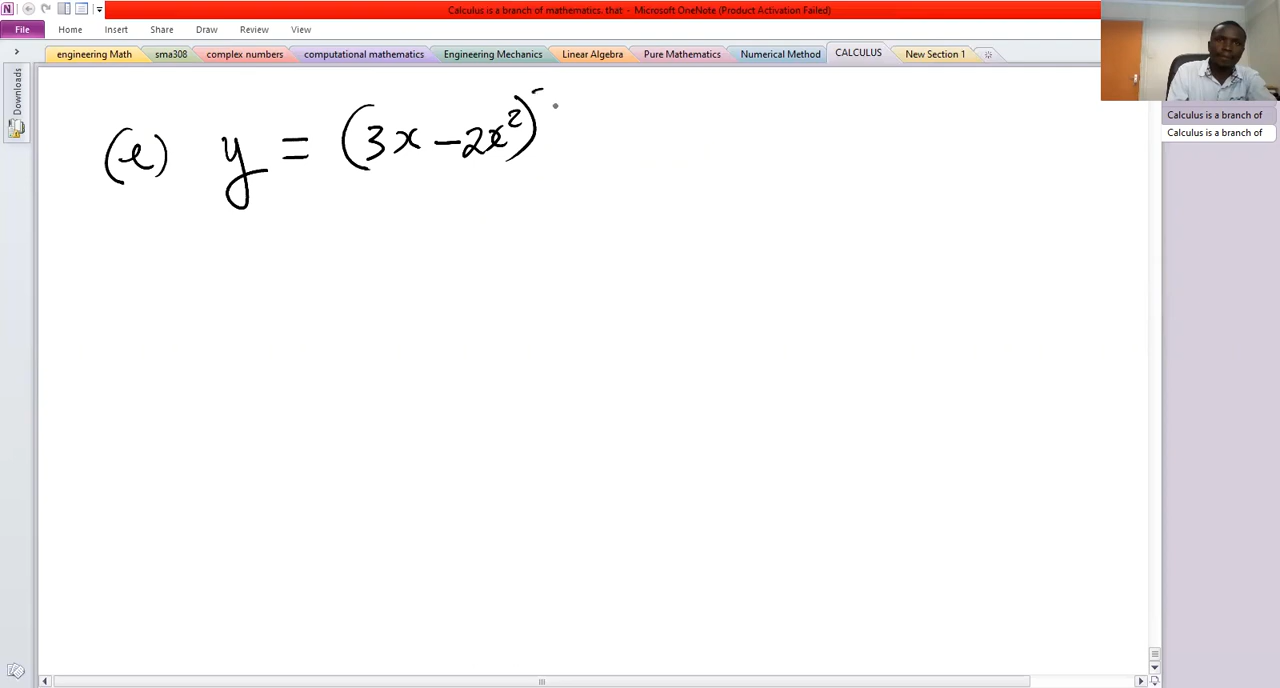 Calculus is a branch of mathematics. that - Microsoft OneNote (Product Activation Failed)
File Home Insert Share Draw Review View
engineering Math sma308 complex numbers computational mathematics Engineering Mechanics Linear Algebra Pure Mathematics Numerical Method CALCULUS New Section 1
Downloads
Calculus is a branch of
Calculus is a branch of
(e) y = (3x - 2x²)⁻